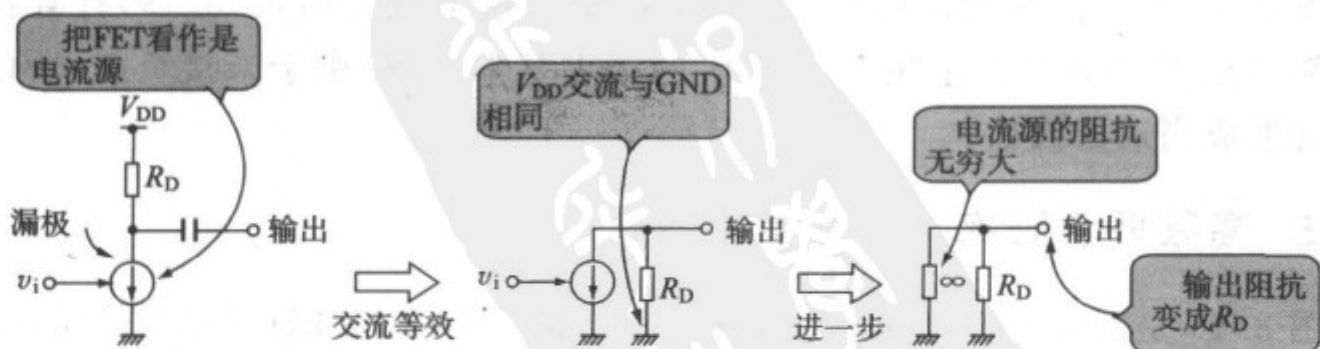 把FET看作是
电流源
V_DD
R_D
漏极
输出
v_i
交流等效
V_DD交流与GND
相同
输出
v_i
R_D
进一步
电流源的阻抗
无穷大
输出
∞
R_D
输出阻抗
变成R_D